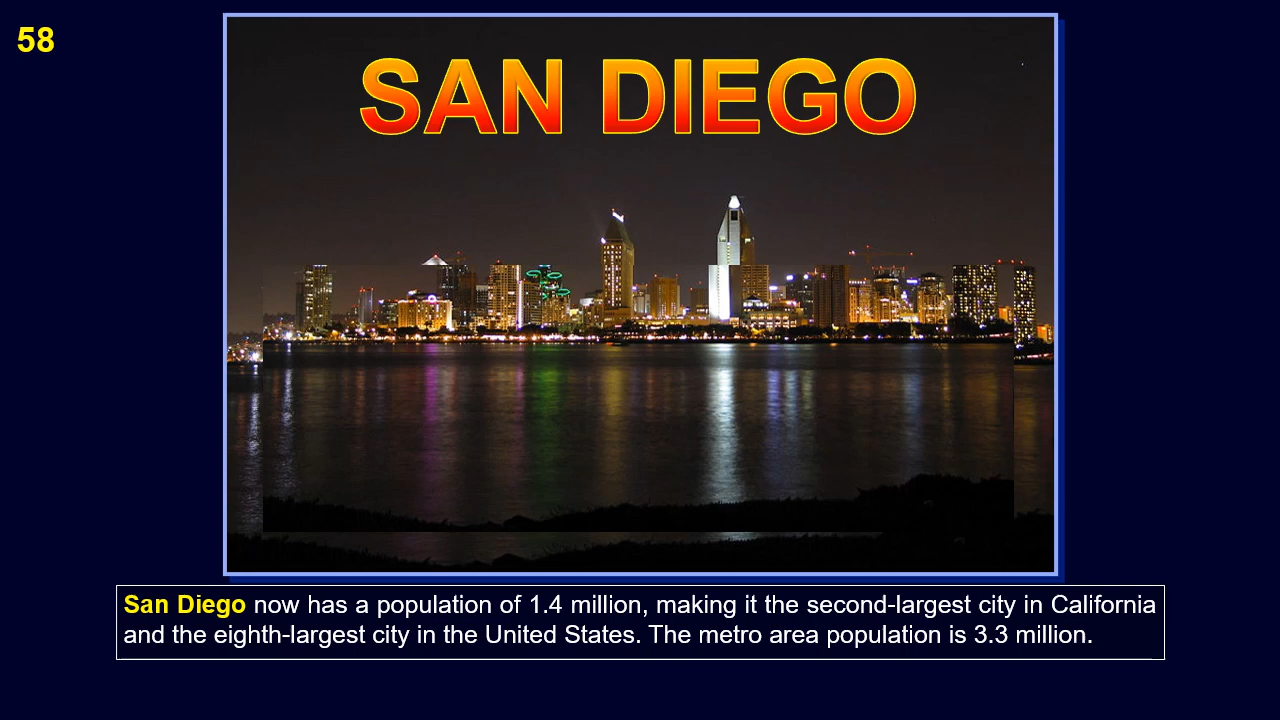 58
SAN DIEGO
San Diego now has a population of 1.4 million, making it the second-largest city in California
and the eighth-largest city in the United States. The metro area population is 3.3 million.